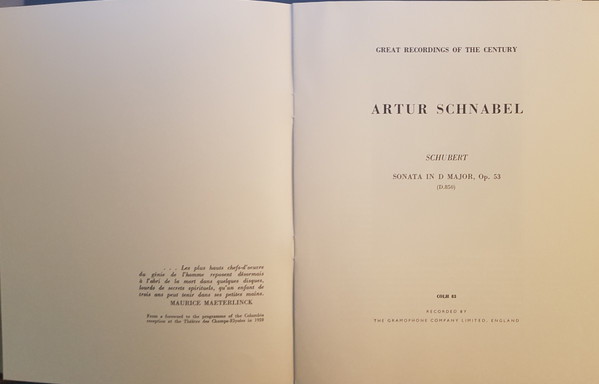 . . . Les plus hauts chefs-d'œuvre
du génie de l'homme reposent désormais
à l'abri de la mort dans quelques disques,
lourds de secrets spirituels, qu'un enfant de
trois ans peut tenir dans ses petites mains.
MAURICE MAETERLINCK
From a foreword to the programme of the Columbia
reception at the Théâtre des Champs-Elysées in 1929
GREAT RECORDINGS OF THE CENTURY
ARTUR SCHNABEL
SCHUBERT
SONATA IN D MAJOR, Op. 53
(D.850)
COLH 83
RECORDED BY
THE GRAMOPHONE COMPANY LIMITED, ENGLAND